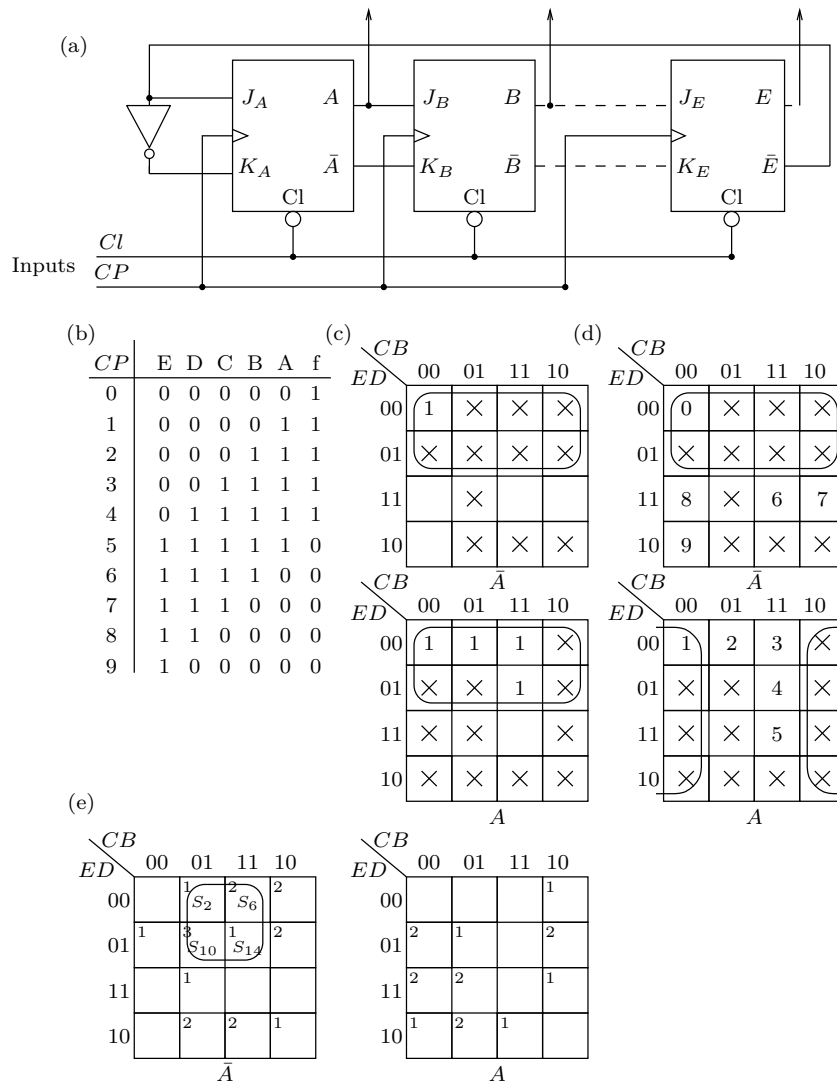 (a)
J_A A J_B B J_E E
K_A Ā K_B B̄ K_E Ē
Cl Cl Cl
Cl
Inputs
CP
(b)
CP E D C B A f
0 0 0 0 0 0 1
1 0 0 0 0 1 1
2 0 0 0 1 1 1
3 0 0 1 1 1 1
4 0 1 1 1 1 1
5 1 1 1 1 1 0
6 1 1 1 1 0 0
7 1 1 1 0 0 0
8 1 1 0 0 0 0
9 1 0 0 0 0 0
(c)
CB
ED 00 01 11 10
00 1 × × ×
01 × × × ×
11 ×
10 × × ×
Ā
CB
ED 00 01 11 10
00 1 1 1 ×
01 × × 1 ×
11 × × ×
10 × × × ×
A
(d)
CB
ED 00 01 11 10
00 0 × × ×
01 × × × ×
11 8 × 6 7
10 9 × × ×
Ā
CB
ED 00 01 11 10
00 1 2 3 ×
01 × × 4 ×
11 × × 5 ×
10 × × × ×
A
(e)
CB
ED 00 01 11 10
00 1 S_2 2 S_6 2
01 1 3 S_10 1 S_14 2
11 1
10 2 2 1
Ā
CB
ED 00 01 11 10
00 1
01 2 1 2
11 2 2 1
10 1 2 1
A